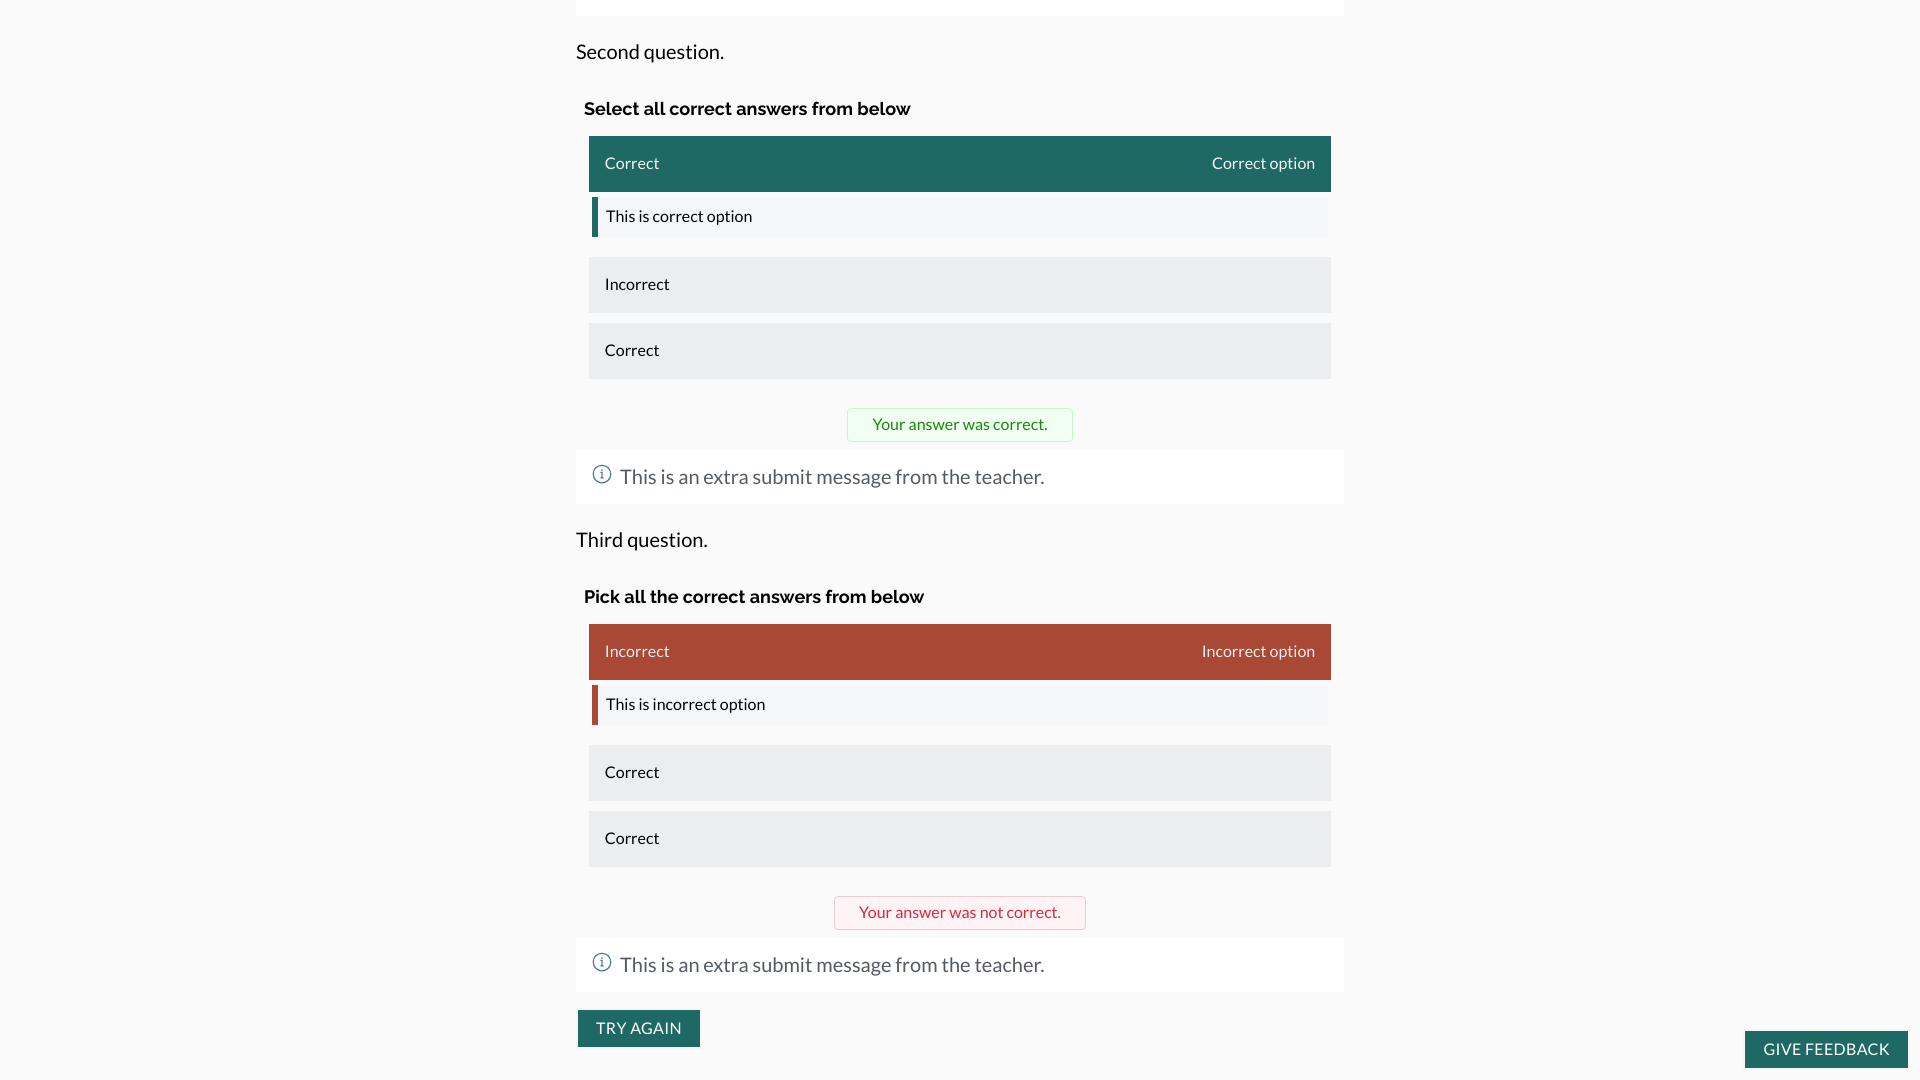 Second question.
Select all correct answers from below
Correct Correct option
This is correct option
Incorrect
Correct
Your answer was correct.
This is an extra submit message from the teacher.
Third question.
Pick all the correct answers from below
Incorrect Incorrect option
This is incorrect option
Correct
Correct
Your answer was not correct.
This is an extra submit message from the teacher.
TRY AGAIN
GIVE FEEDBACK